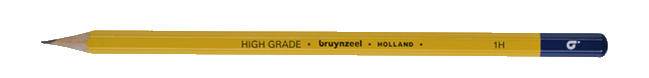 HIGH GRADE • bruynzeel • HOLLAND • 1H